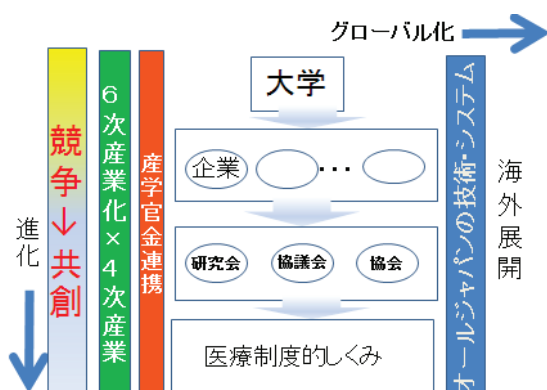 グローバル化
進化
競争→共創
6次産業化×4次産業
産学官金連携
大学
企業
・・・
研究会
協議会
協会
医療制度的しくみ
オールジャパンの技術・システム
海外展開